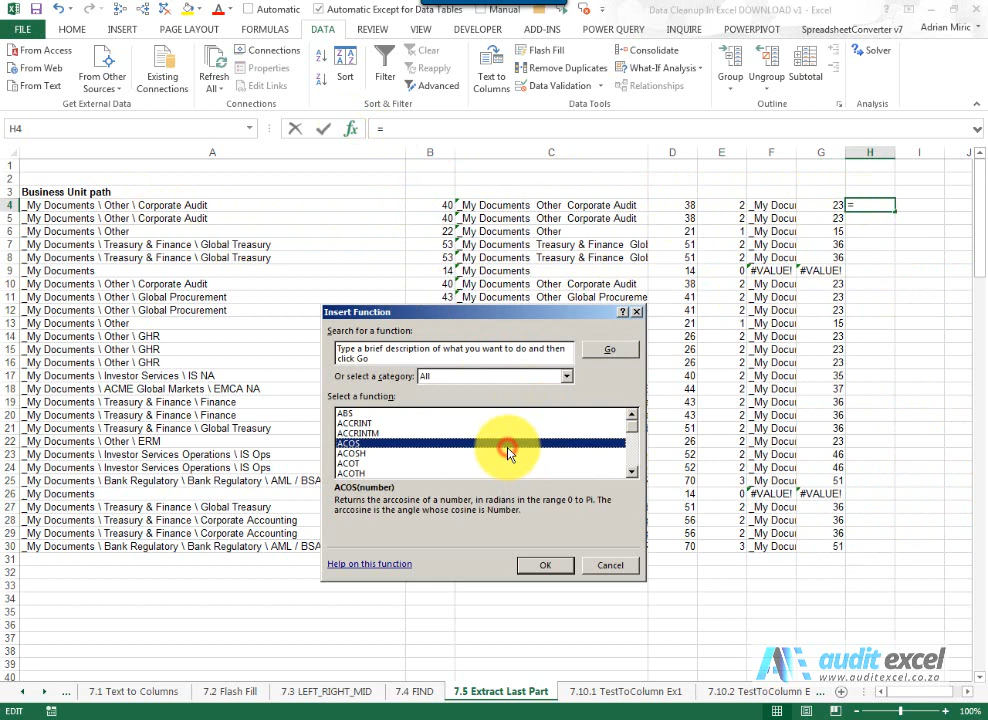 Automatic Automatic Except for Data Tables Manual Data Cleanup In Excel DOWNLOAD v1 - Excel
FILE HOME INSERT PAGE LAYOUT FORMULAS DATA REVIEW VIEW DEVELOPER ADD-INS POWER QUERY INQUIRE POWERPIVOT SpreadsheetConverter v7 Adrian Miric
From Access
From Web
From Text
From Other Sources
Existing Connections
Get External Data
Refresh All
Connections
Properties
Edit Links
Connections
Sort
Filter
Clear
Reapply
Advanced
Sort & Filter
Text to Columns
Flash Fill
Remove Duplicates
Data Validation
Consolidate
What-If Analysis
Relationships
Data Tools
Group Ungroup Subtotal
Outline
Solver
Analysis
H4 =
A B C D E F G H I J
1
2
3 Business Unit path
4 _My Documents \ Other \ Corporate Audit 40 _My Documents Other Corporate Audit 38 2 _My Docu 23 =
5 _My Documents \ Other \ Corporate Audit 40 _My Documents Other Corporate Audit 38 2 _My Docu 23
6 _My Documents \ Other 22 _My Documents Other 21 1 _My Docu 15
7 _My Documents \ Treasury & Finance \ Global Treasury 53 _My Documents Treasury & Finance Glob 51 2 _My Docu 36
8 _My Documents \ Treasury & Finance \ Global Treasury 53 _My Documents Treasury & Finance Glob 51 2 _My Docu 36
9 _My Documents 14 _My Documents 14 0 #VALUE! #VALUE!
10 _My Documents \ Other \ Corporate Audit 40 _My Documents Other Corporate Audit 38 2 _My Docu 23
11 _My Documents \ Other \ Global Procurement 43 _My Documents Other Global Procureme 41 2 _My Docu 23
12 _My Documents \ Other \ Global Procurement 41 2 _My Docu 23
13 _My Documents \ Other 21 1 _My Docu 15
14 _My Documents \ Other \ GHR 26 2 _My Docu 23
15 _My Documents \ Other \ GHR 26 2 _My Docu 23
16 _My Documents \ Other \ GHR 26 2 _My Docu 23
17 _My Documents \ Investor Services \ IS NA 40 2 _My Docu 35
18 _My Documents \ ACME Global Markets \ EMCA NA 44 2 _My Docu 37
19 _My Documents \ Treasury & Finance \ Finance 43 2 _My Docu 36
20 _My Documents \ Treasury & Finance \ Finance 43 2 _My Docu 36
21 _My Documents \ Treasury & Finance \ Global Treasury 51 2 _My Docu 36
22 _My Documents \ Other \ ERM 26 2 _My Docu 23
23 _My Documents \ Investor Services Operations \ IS Ops 52 2 _My Docu 46
24 _My Documents \ Investor Services Operations \ IS Ops 52 2 _My Docu 46
25 _My Documents \ Bank Regulatory \ Bank Regulatory \ AML / BSA 70 3 _My Docu 51
26 _My Documents 14 0 #VALUE! #VALUE!
27 _My Documents \ Treasury & Finance \ Global Treasury 51 2 _My Docu 36
28 _My Documents \ Treasury & Finance \ Corporate Accounting 56 2 _My Docu 36
29 _My Documents \ Treasury & Finance \ Corporate Accounting 56 2 _My Docu 36
30 _My Documents \ Bank Regulatory \ Bank Regulatory \ AML / BSA 70 3 _My Docu 51
31
32
33
34
35
36
37
38
39
40
Insert Function
Search for a function:
Type a brief description of what you want to do and then
click Go
Go
Or select a category: All
Select a function:
ABS
ACCRINT
ACCRINTM
ACOS
ACOSH
ACOT
ACOTH
ACOS(number)
Returns the arccosine of a number, in radians in the range 0 to Pi. The
arccosine is the angle whose cosine is Number.
Help on this function OK Cancel
audit excel
www.auditexcel.co.za
... 7.1 Text to Columns 7.2 Flash Fill 7.3 LEFT_RIGHT_MID 7.4 FIND 7.5 Extract Last Part 7.10.1 TestToColumn Ex1 7.10.2 TestToColumn E ...
EDIT 100%